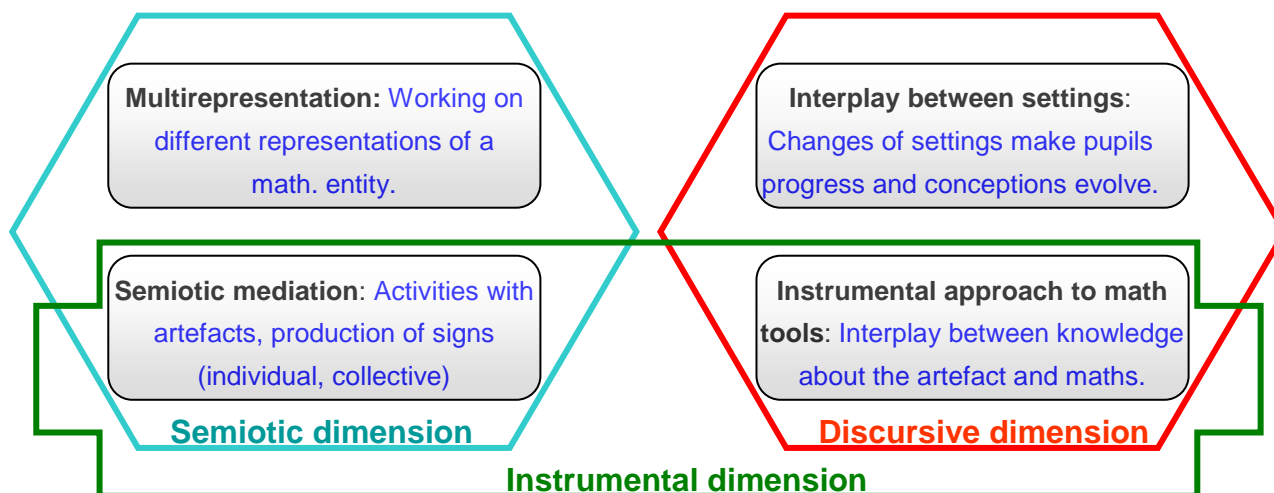 Multirepresentation: Working on
different representations of a
math. entity.
Interplay between settings:
Changes of settings make pupils
progress and conceptions evolve.
Semiotic mediation: Activities with
artefacts, production of signs
(individual, collective)
Instrumental approach to math
tools: Interplay between knowledge
about the artefact and maths.
Semiotic dimension
Discursive dimension
Instrumental dimension